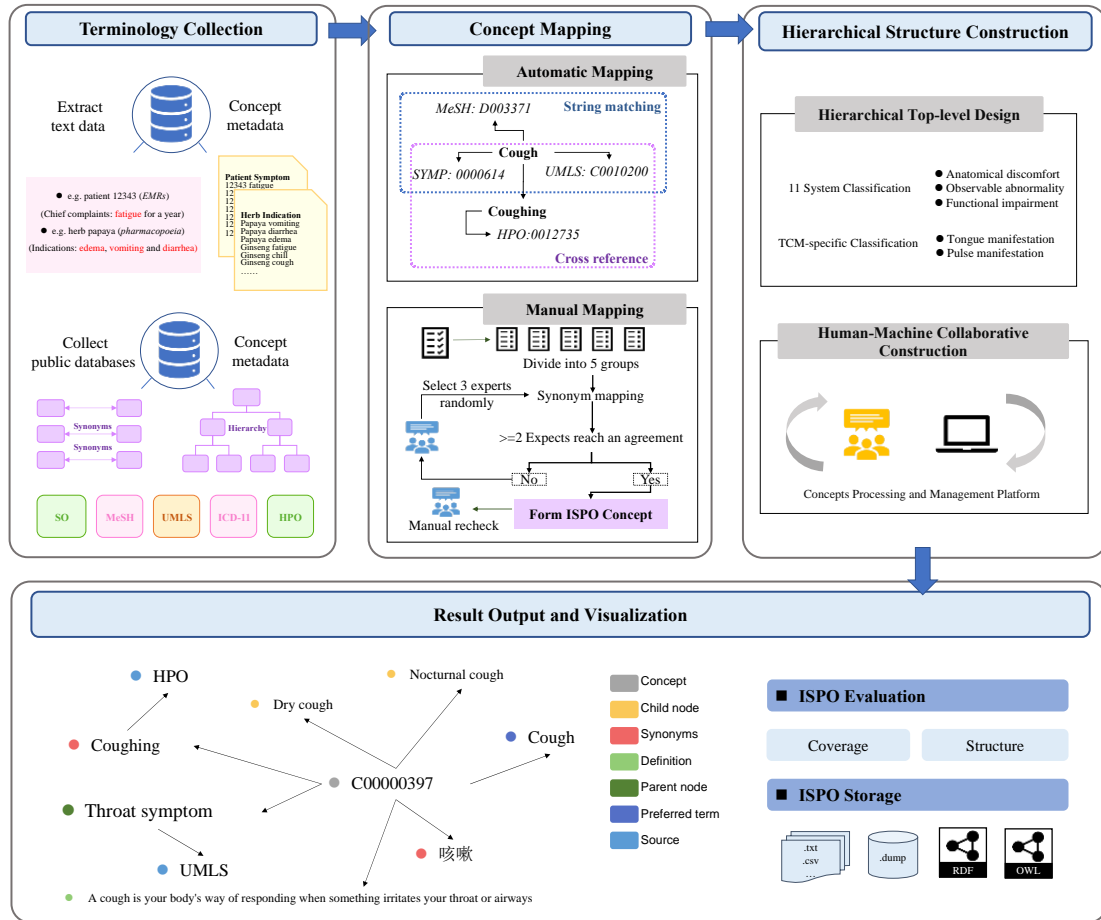 Terminology Collection
Extract
text data
Concept
metadata
● e.g. patient 12343 (EMRs)
(Chief complaints: fatigue for a year)
● e.g. herb papaya (pharmacopoeia)
(Indications: edema, vomiting and diarrhea)
Patient Symptom
12343 fatigue
12
12
12
12
Herb Indication
Papaya vomiting
Papaya diarrhea
Papaya edema
Ginseng fatigue
Ginseng chill
Ginseng cough
……
Collect
public databases
Concept
metadata
Synonyms
Synonyms
Hierarchy
SO
MeSH
UMLS
ICD-11
HPO
Concept Mapping
Automatic Mapping
String matching
MeSH: D003371
Cough
SYMP: 0000614
UMLS: C0010200
Coughing
HPO:0012735
Cross reference
Manual Mapping
Divide into 5 groups
Select 3 experts
randomly
Synonym mapping
>=2 Expects reach an agreement
No
Yes
Manual recheck
Form ISPO Concept
Hierarchical Structure Construction
Hierarchical Top-level Design
11 System Classification
● Anatomical discomfort
● Observable abnormality
● Functional impairment
TCM-specific Classification
● Tongue manifestation
● Pulse manifestation
Human-Machine Collaborative
Construction
Concepts Processing and Management Platform
Result Output and Visualization
HPO
Nocturnal cough
Dry cough
Coughing
Cough
C00000397
Throat symptom
UMLS
咳嗽
A cough is your body's way of responding when something irritates your throat or airways
Concept
Child node
Synonyms
Definition
Parent node
Preferred term
Source
■ ISPO Evaluation
Coverage
Structure
■ ISPO Storage
.txt
.csv
…
.dump
RDF
OWL